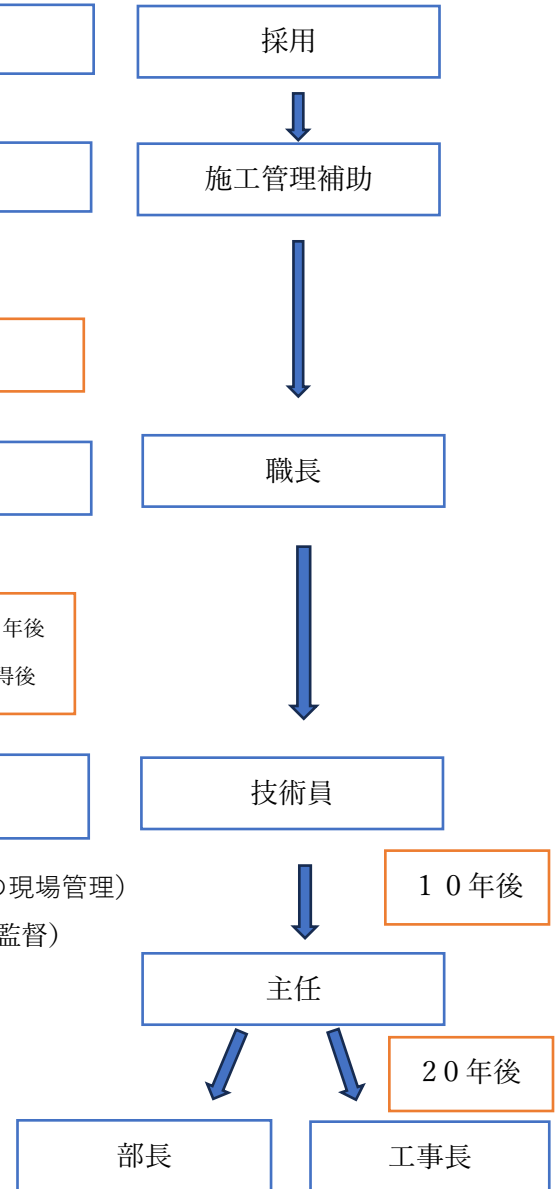 採用
施工管理補助
職長
年後
得後
技術員
の現場管理）
１０年後
監督）
主任
２０年後
部長
工事長